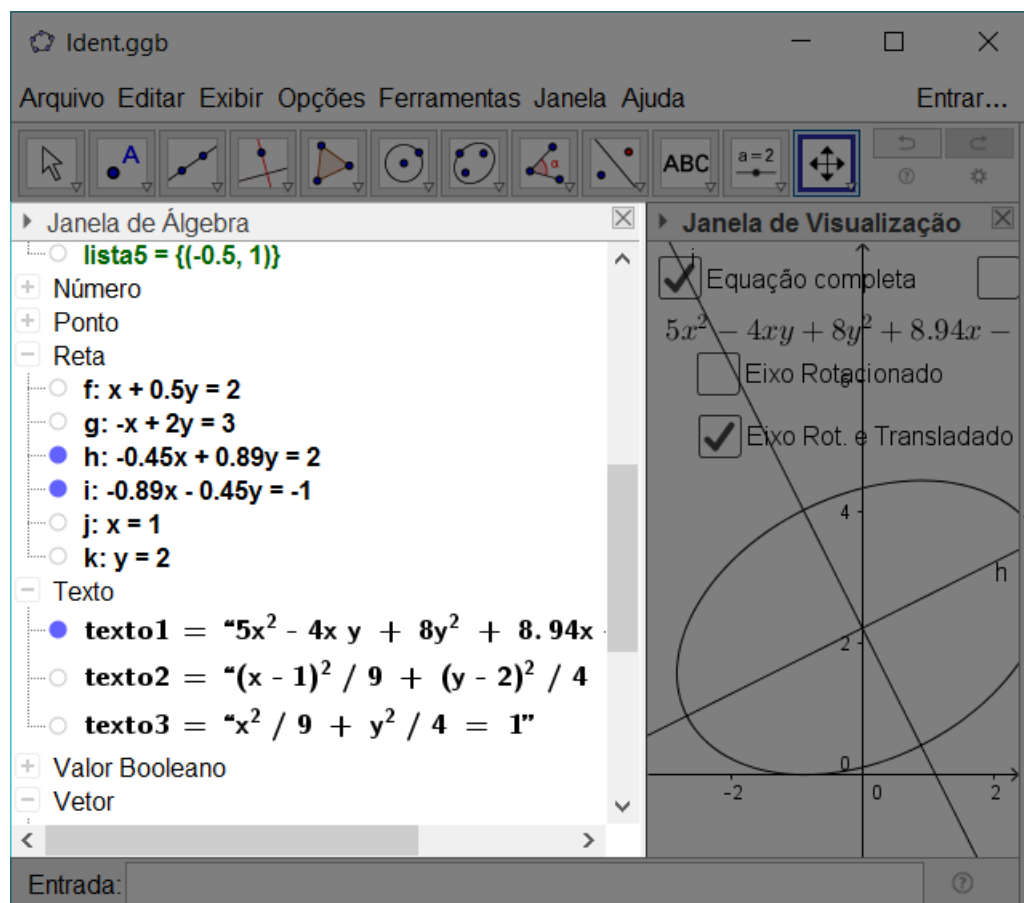 Ident.ggb
Arquivo Editar Exibir Opções Ferramentas Janela Ajuda Entrar...
A α ABC a=2
Janela de Álgebra
lista5 = {(-0.5, 1)}
Número
Ponto
Reta
f: x + 0.5y = 2
g: -x + 2y = 3
h: -0.45x + 0.89y = 2
i: -0.89x - 0.45y = -1
j: x = 1
k: y = 2
Texto
texto1 = “5x² - 4x y + 8y² + 8.94x
texto2 = “(x - 1)² / 9 + (y - 2)² / 4
texto3 = “x² / 9 + y² / 4 = 1”
Valor Booleano
Vetor
Janela de Visualização
i
Equação completa
5x² − 4xy + 8y² + 8.94x −
Eixo Rotacionado
6
Eixo Rot. e Transladado
4
h
2
0
−2 0 2
Entrada: